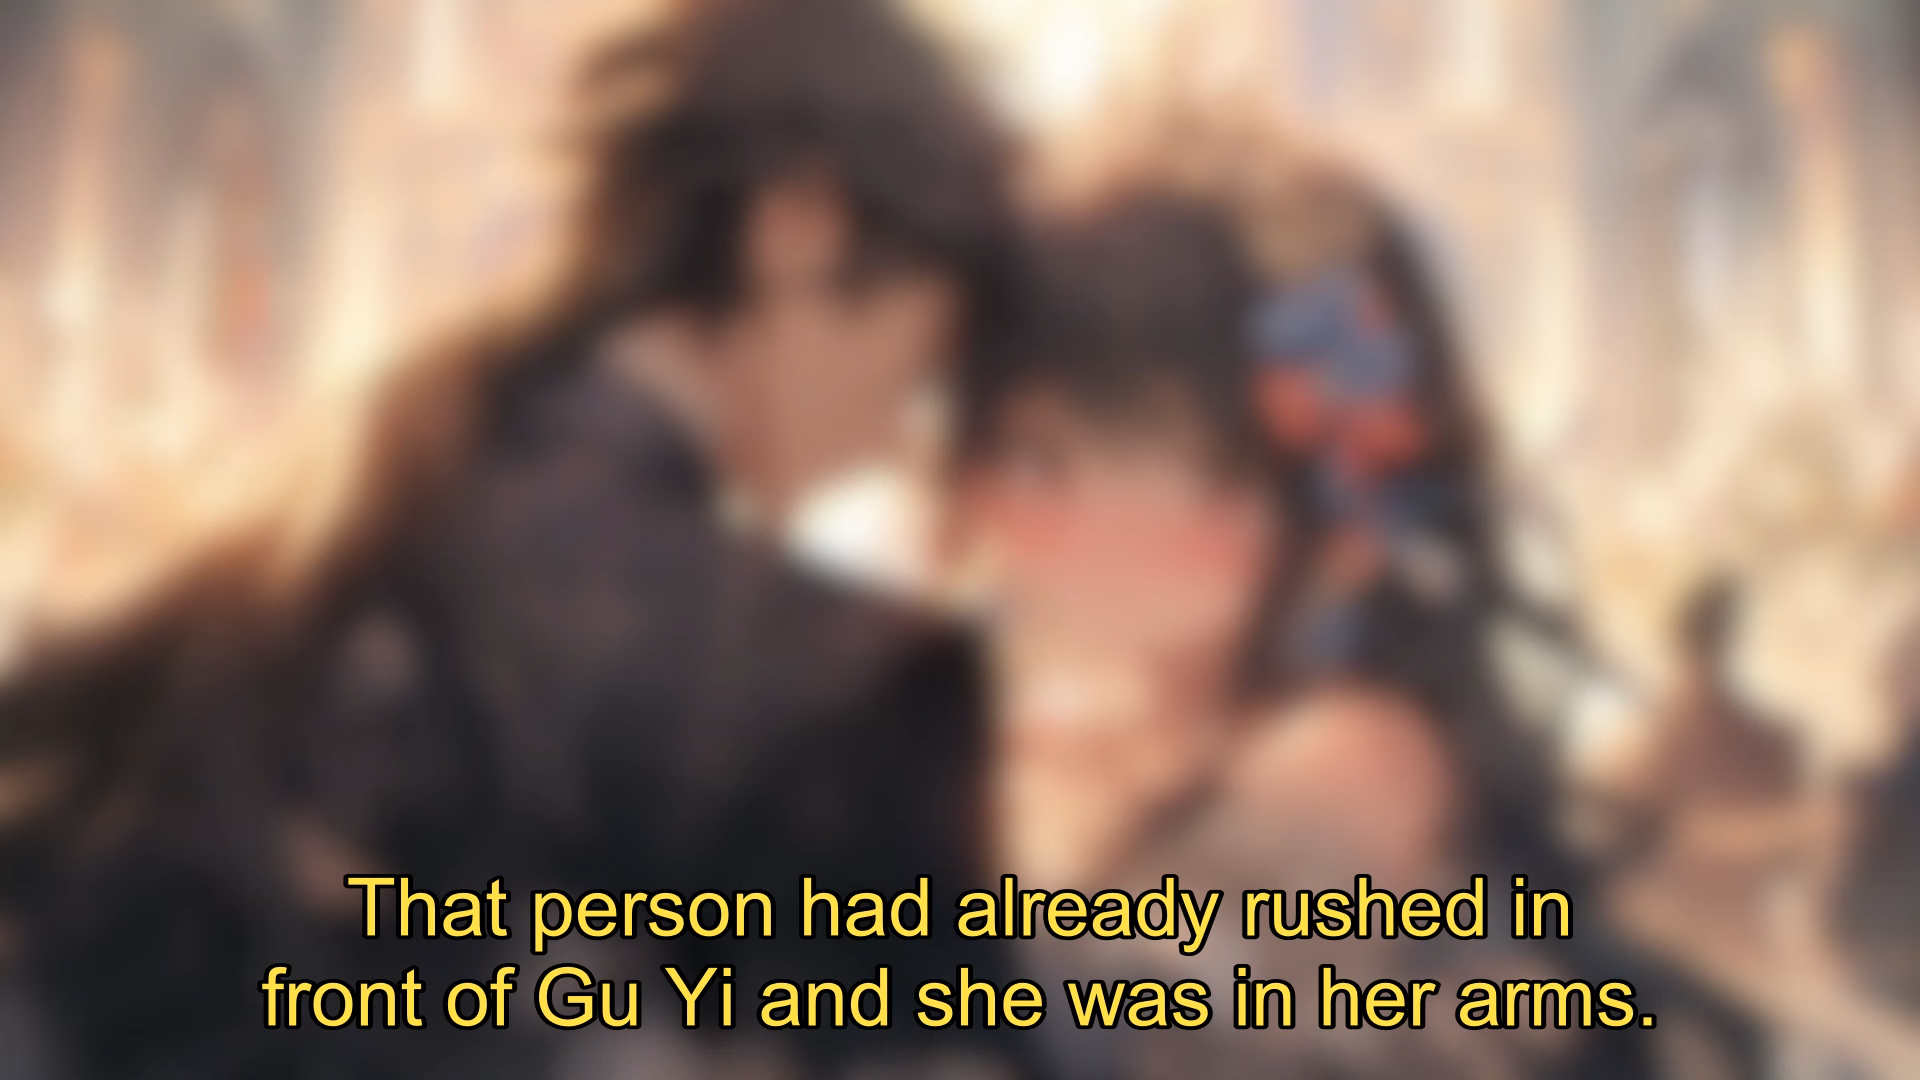 That person had already rushed in
front of Gu Yi and she was in her arms.